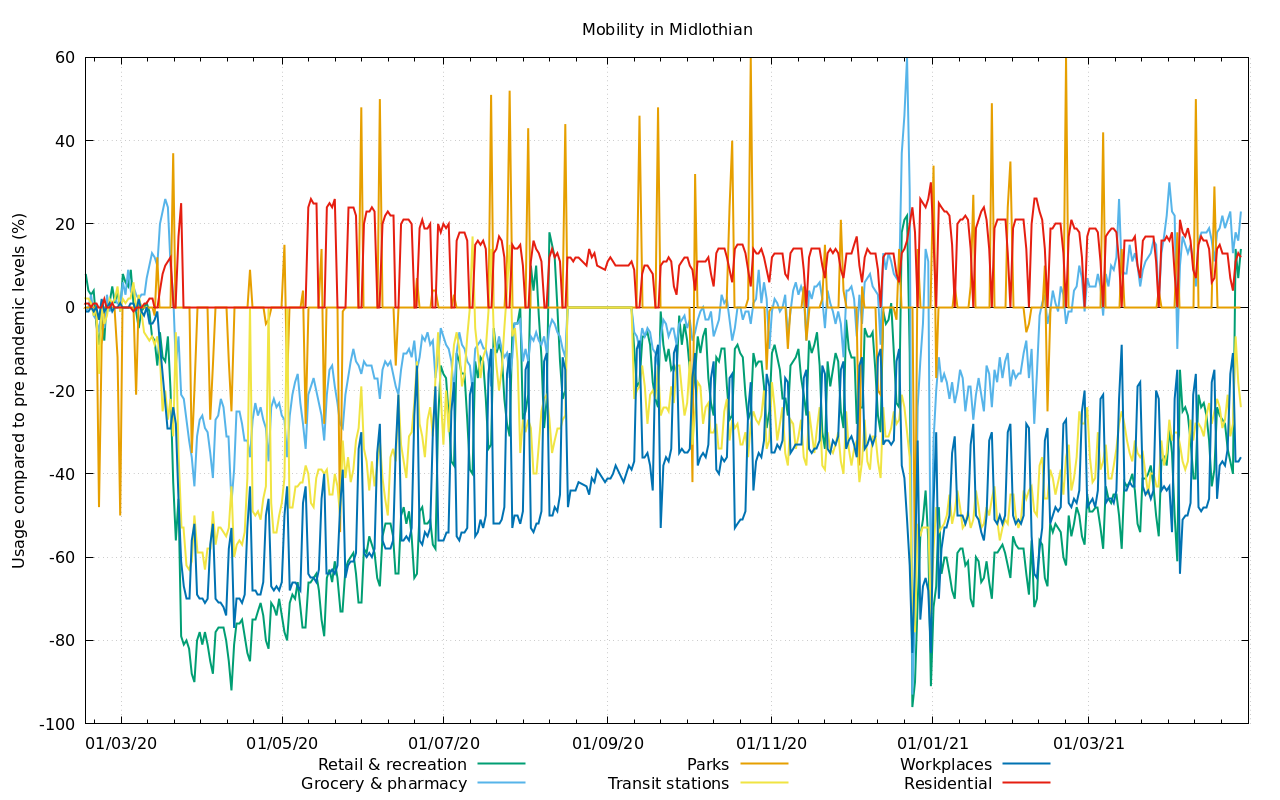 Mobility in Midlothian
Usage compared to pre pandemic levels (%)
60
40
20
0
-20
-40
-60
-80
-100
01/03/20 01/05/20 01/07/20 01/09/20 01/11/20 01/01/21 01/03/21
Retail & recreation Parks Workplaces
Grocery & pharmacy Transit stations Residential